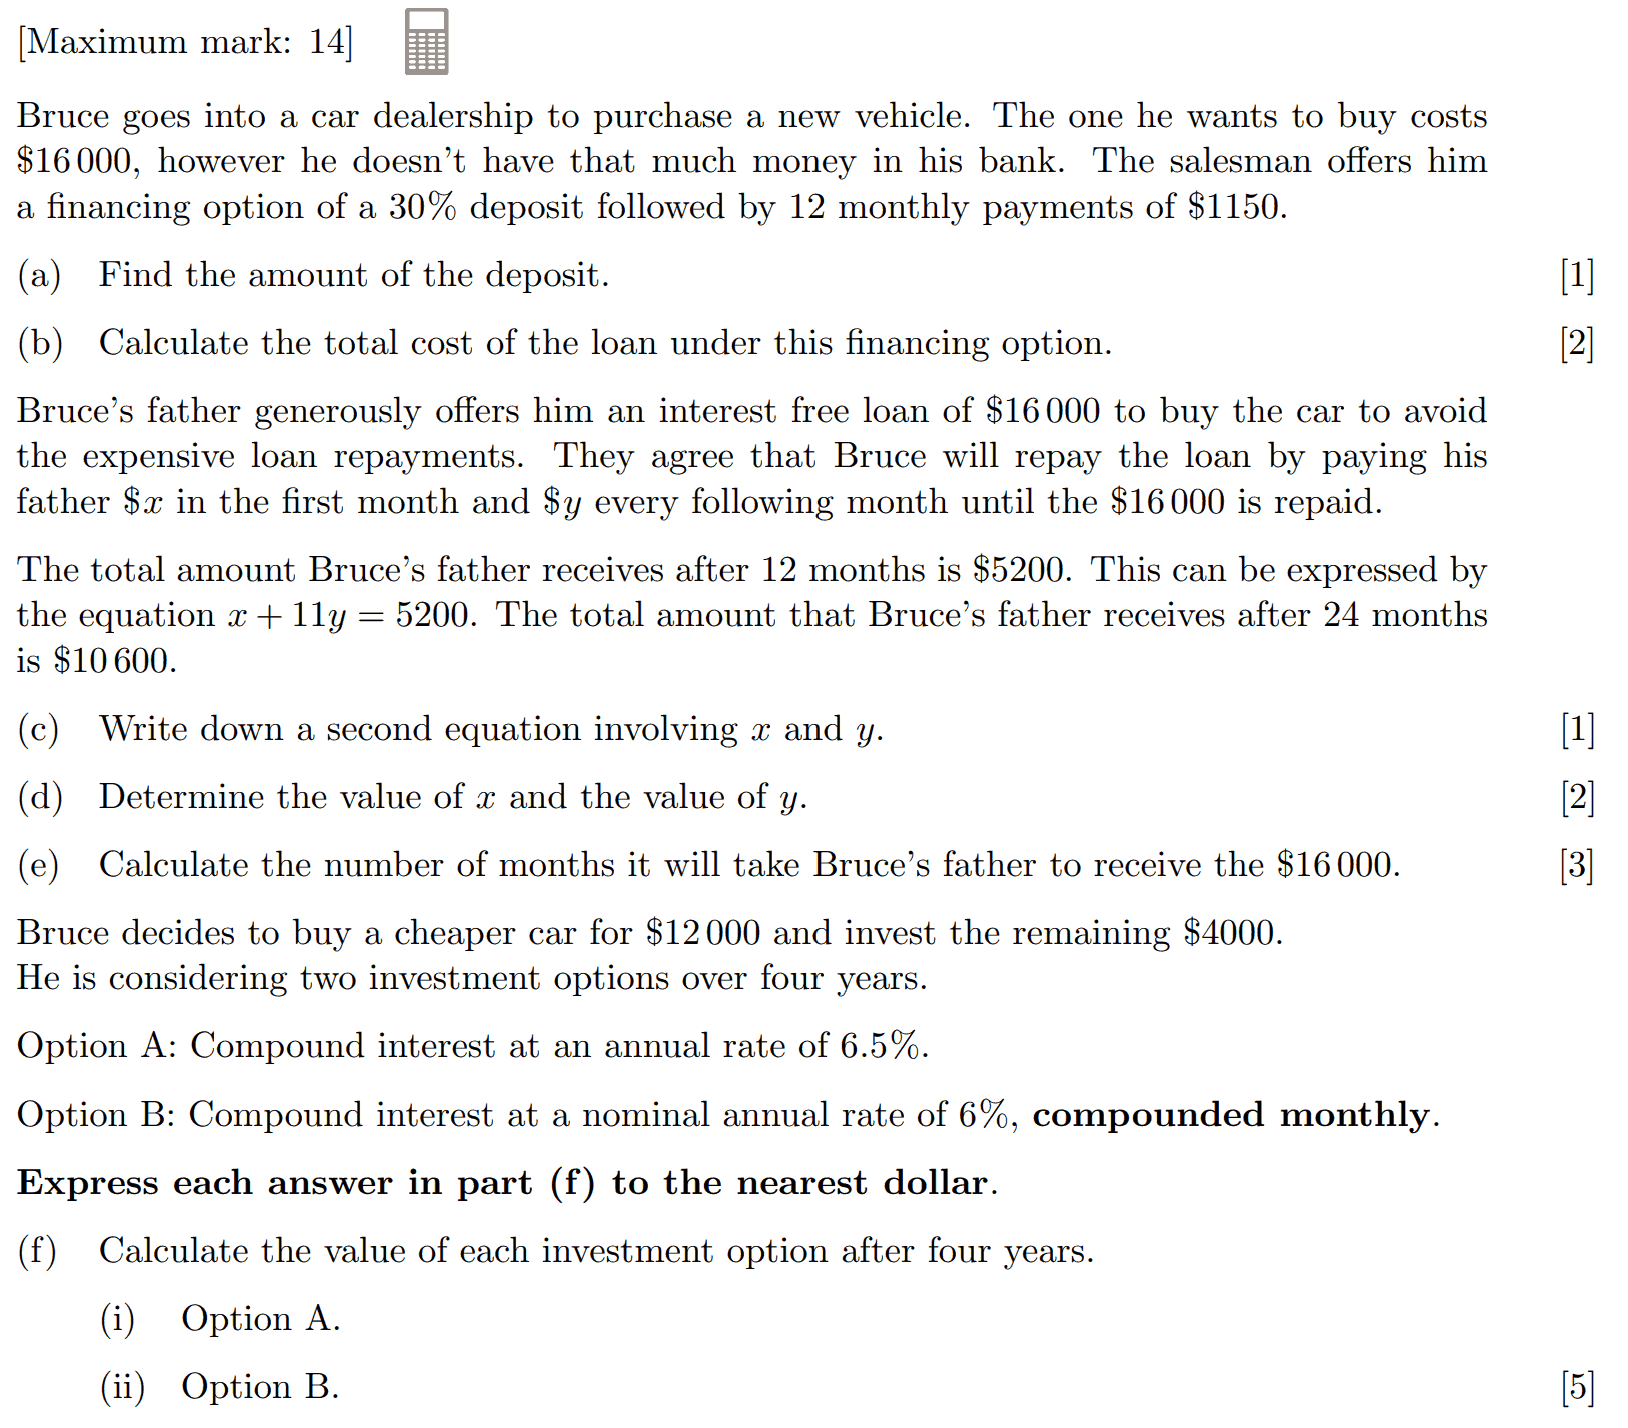 [Maximum mark: 14]
Bruce goes into a car dealership to purchase a new vehicle. The one he wants to buy costs
$16 000, however he doesn't have that much money in his bank. The salesman offers him
a financing option of a 30% deposit followed by 12 monthly payments of $1150.
(a) Find the amount of the deposit. [1]
(b) Calculate the total cost of the loan under this financing option. [2]
Bruce's father generously offers him an interest free loan of $16 000 to buy the car to avoid
the expensive loan repayments. They agree that Bruce will repay the loan by paying his
father $x in the first month and $y every following month until the $16 000 is repaid.
The total amount Bruce's father receives after 12 months is $5200. This can be expressed by
the equation x + 11y = 5200. The total amount that Bruce's father receives after 24 months
is $10 600.
(c) Write down a second equation involving x and y. [1]
(d) Determine the value of x and the value of y. [2]
(e) Calculate the number of months it will take Bruce's father to receive the $16 000. [3]
Bruce decides to buy a cheaper car for $12 000 and invest the remaining $4000.
He is considering two investment options over four years.
Option A: Compound interest at an annual rate of 6.5%.
Option B: Compound interest at a nominal annual rate of 6%, compounded monthly.
Express each answer in part (f) to the nearest dollar.
(f) Calculate the value of each investment option after four years.
(i) Option A.
(ii) Option B. [5]